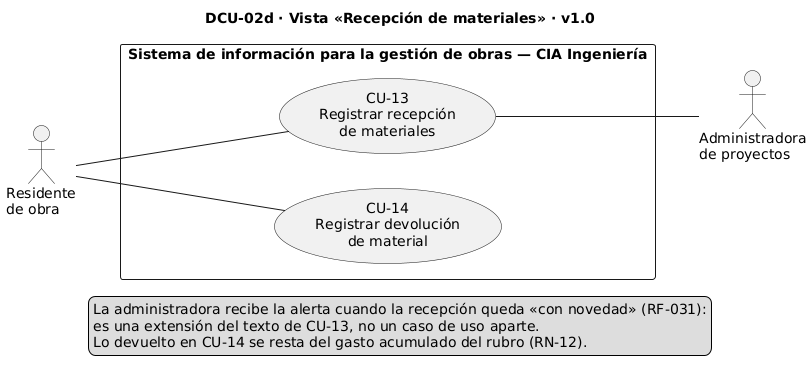 DCU-02d · Vista «Recepción de materiales» · v1.0
Sistema de información para la gestión de obras — CIA Ingeniería
CU-13
Registrar recepción
de materiales
Administradora
de proyectos
Residente
de obra
CU-14
Registrar devolución
de material
La administradora recibe la alerta cuando la recepción queda «con novedad» (RF-031):
es una extensión del texto de CU-13, no un caso de uso aparte.
Lo devuelto en CU-14 se resta del gasto acumulado del rubro (RN-12).